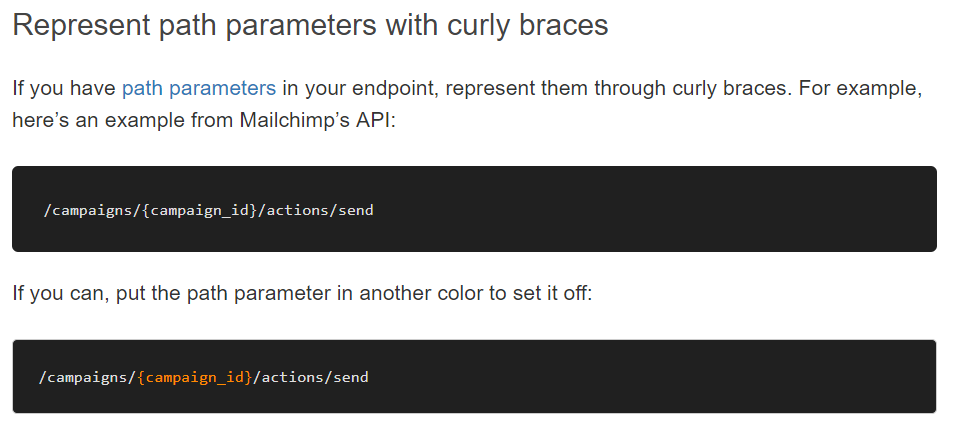 Represent path parameters with curly braces
If you have path parameters in your endpoint, represent them through curly braces. For example,
here’s an example from Mailchimp’s API:
/campaigns/{campaign_id}/actions/send
If you can, put the path parameter in another color to set it off:
/campaigns/{campaign_id}/actions/send